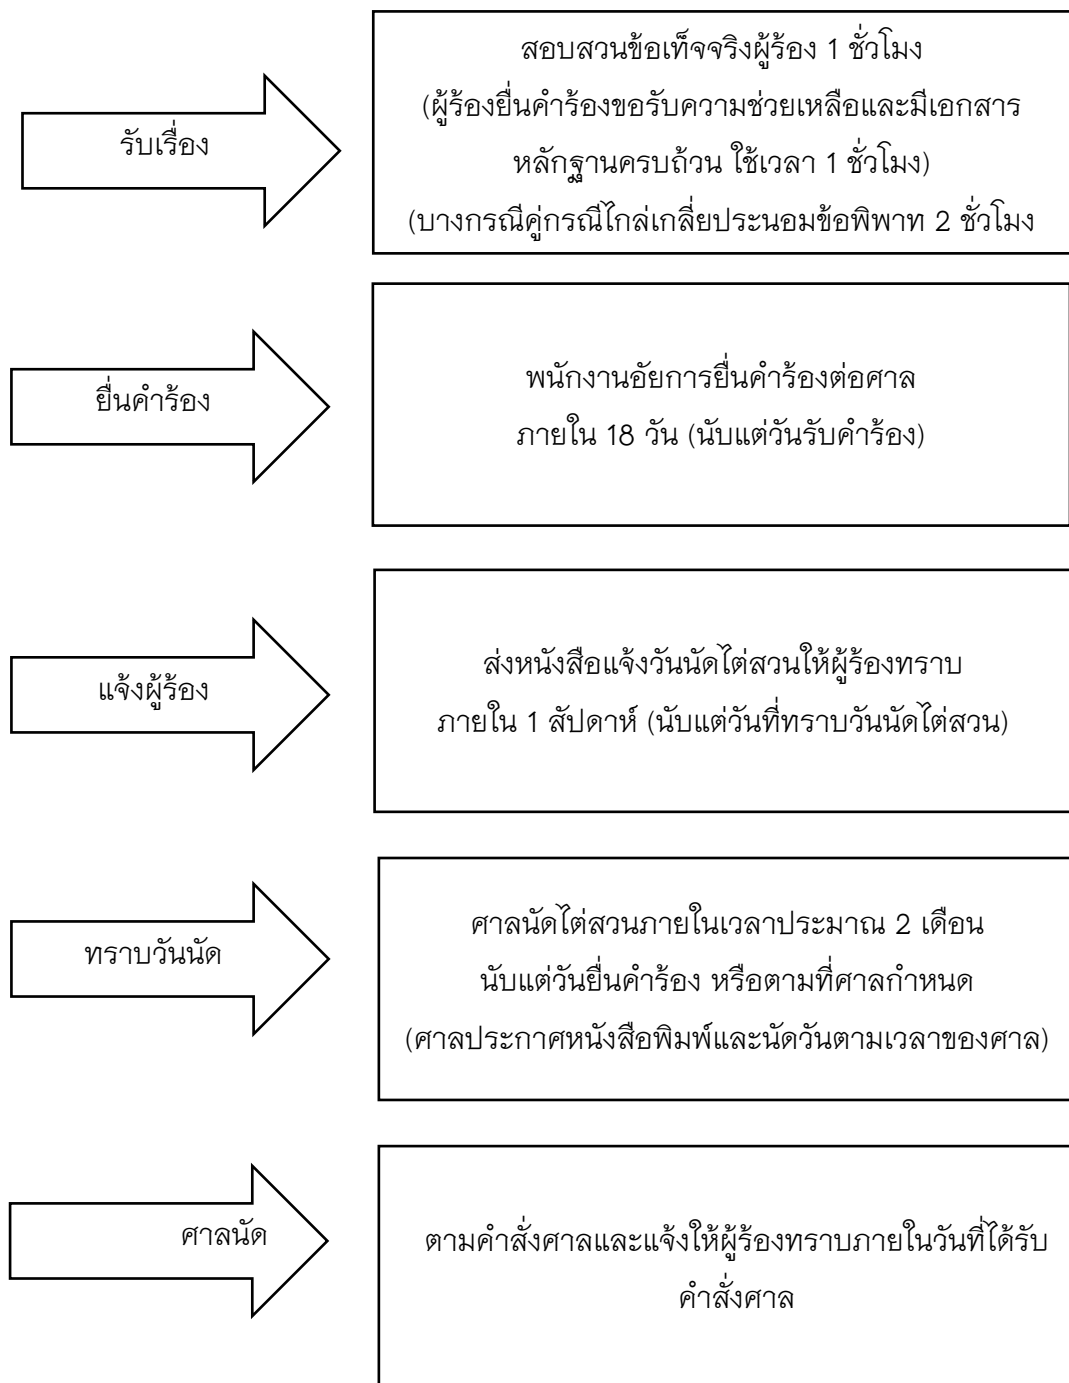 รับเรื่อง
สอบสวนข้อเท็จจริงผู้ร้อง 1 ชั่วโมง
(ผู้ร้องยื่นคำร้องขอรับความช่วยเหลือและมีเอกสาร
หลักฐานครบถ้วน ใช้เวลา 1 ชั่วโมง)
(บางกรณีคู่กรณีไกล่เกลี่ยประนอมข้อพิพาท 2 ชั่วโมง
ยื่นคำร้อง
พนักงานอัยการยื่นคำร้องต่อศาล
ภายใน 18 วัน (นับแต่วันรับคำร้อง)
แจ้งผู้ร้อง
ส่งหนังสือแจ้งวันนัดไต่สวนให้ผู้ร้องทราบ
ภายใน 1 สัปดาห์ (นับแต่วันที่ทราบวันนัดไต่สวน)
ทราบวันนัด
ศาลนัดไต่สวนภายในเวลาประมาณ 2 เดือน
นับแต่วันยื่นคำร้อง หรือตามที่ศาลกำหนด
(ศาลประกาศหนังสือพิมพ์และนัดวันตามเวลาของศาล)
ศาลนัด
ตามคำสั่งศาลและแจ้งให้ผู้ร้องทราบภายในวันที่ได้รับ
คำสั่งศาล